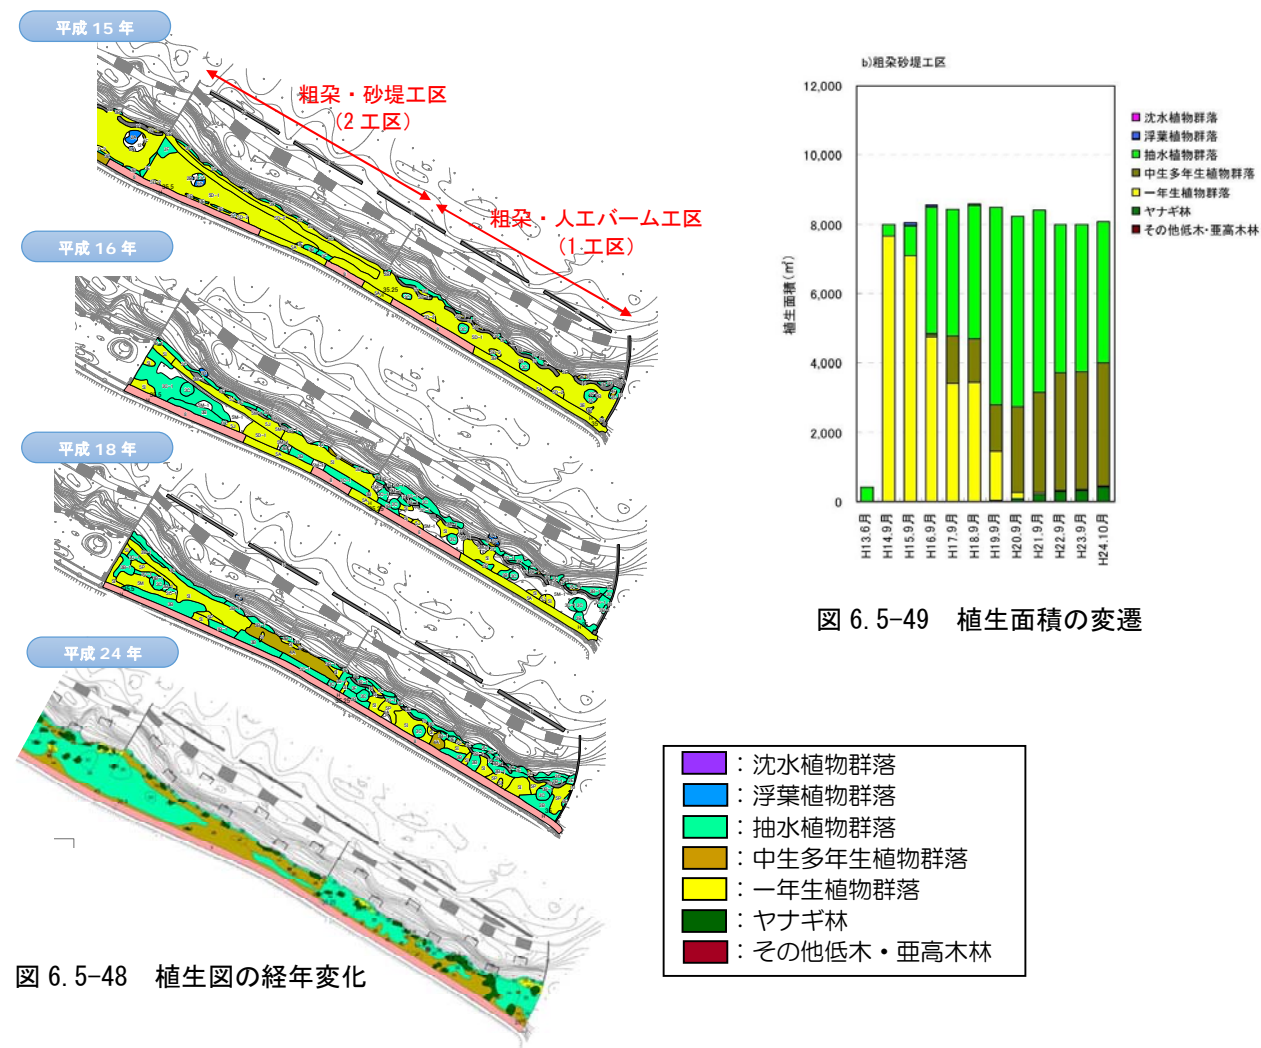 平成 15 年
粗朶・砂堤工区
(2 工区)
粗朶・人工バーム工区
(1 工区)
平成 16 年
平成 18 年
平成 24 年
図 6.5-48 植生図の経年変化
b)粗朶砂堤工区
植生面積(㎡)
12,000
10,000
8,000
6,000
4,000
2,000
0
H13.6月
H14.9月
H15.9月
H16.9月
H17.9月
H18.9月
H19.9月
H20.9月
H21.9月
H22.9月
H23.9月
H24.10月
沈水植物群落
浮葉植物群落
抽水植物群落
中生多年生植物群落
一年生植物群落
ヤナギ林
その他低木・亜高木林
図 6.5-49 植生面積の変遷
：沈水植物群落
：浮葉植物群落
：抽水植物群落
：中生多年生植物群落
：一年生植物群落
：ヤナギ林
：その他低木・亜高木林